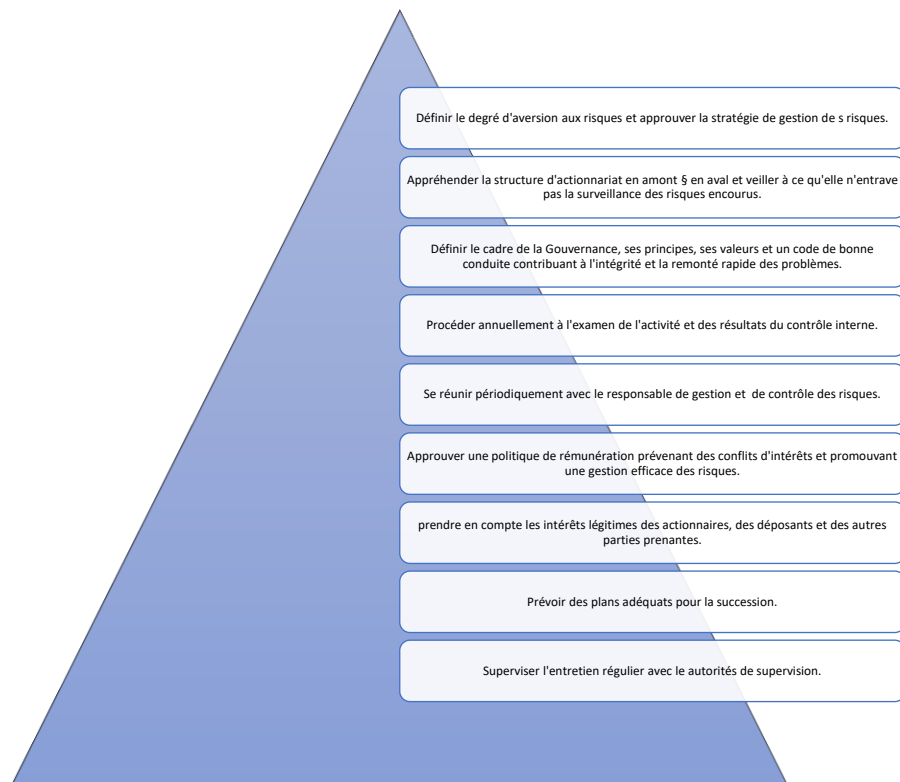 Définir le degré d'aversion aux risques et approuver la stratégie de gestion de s risques.
Appréhender la structure d'actionnariat en amont § en aval et veiller à ce qu'elle n'entrave
pas la surveillance des risques encourus.
Définir le cadre de la Gouvernance, ses principes, ses valeurs et un code de bonne
conduite contribuant à l'intégrité et la remonté rapide des problèmes.
Procéder annuellement à l'examen de l'activité et des résultats du contrôle interne.
Se réunir périodiquement avec le responsable de gestion et de contrôle des risques.
Approuver une politique de rémunération prévenant des conflits d'intérêts et promouvant
une gestion efficace des risques.
prendre en compte les intérêts légitimes des actionnaires, des déposants et des autres
parties prenantes.
Prévoir des plans adéquats pour la succession.
Superviser l'entretien régulier avec le autorités de supervision.